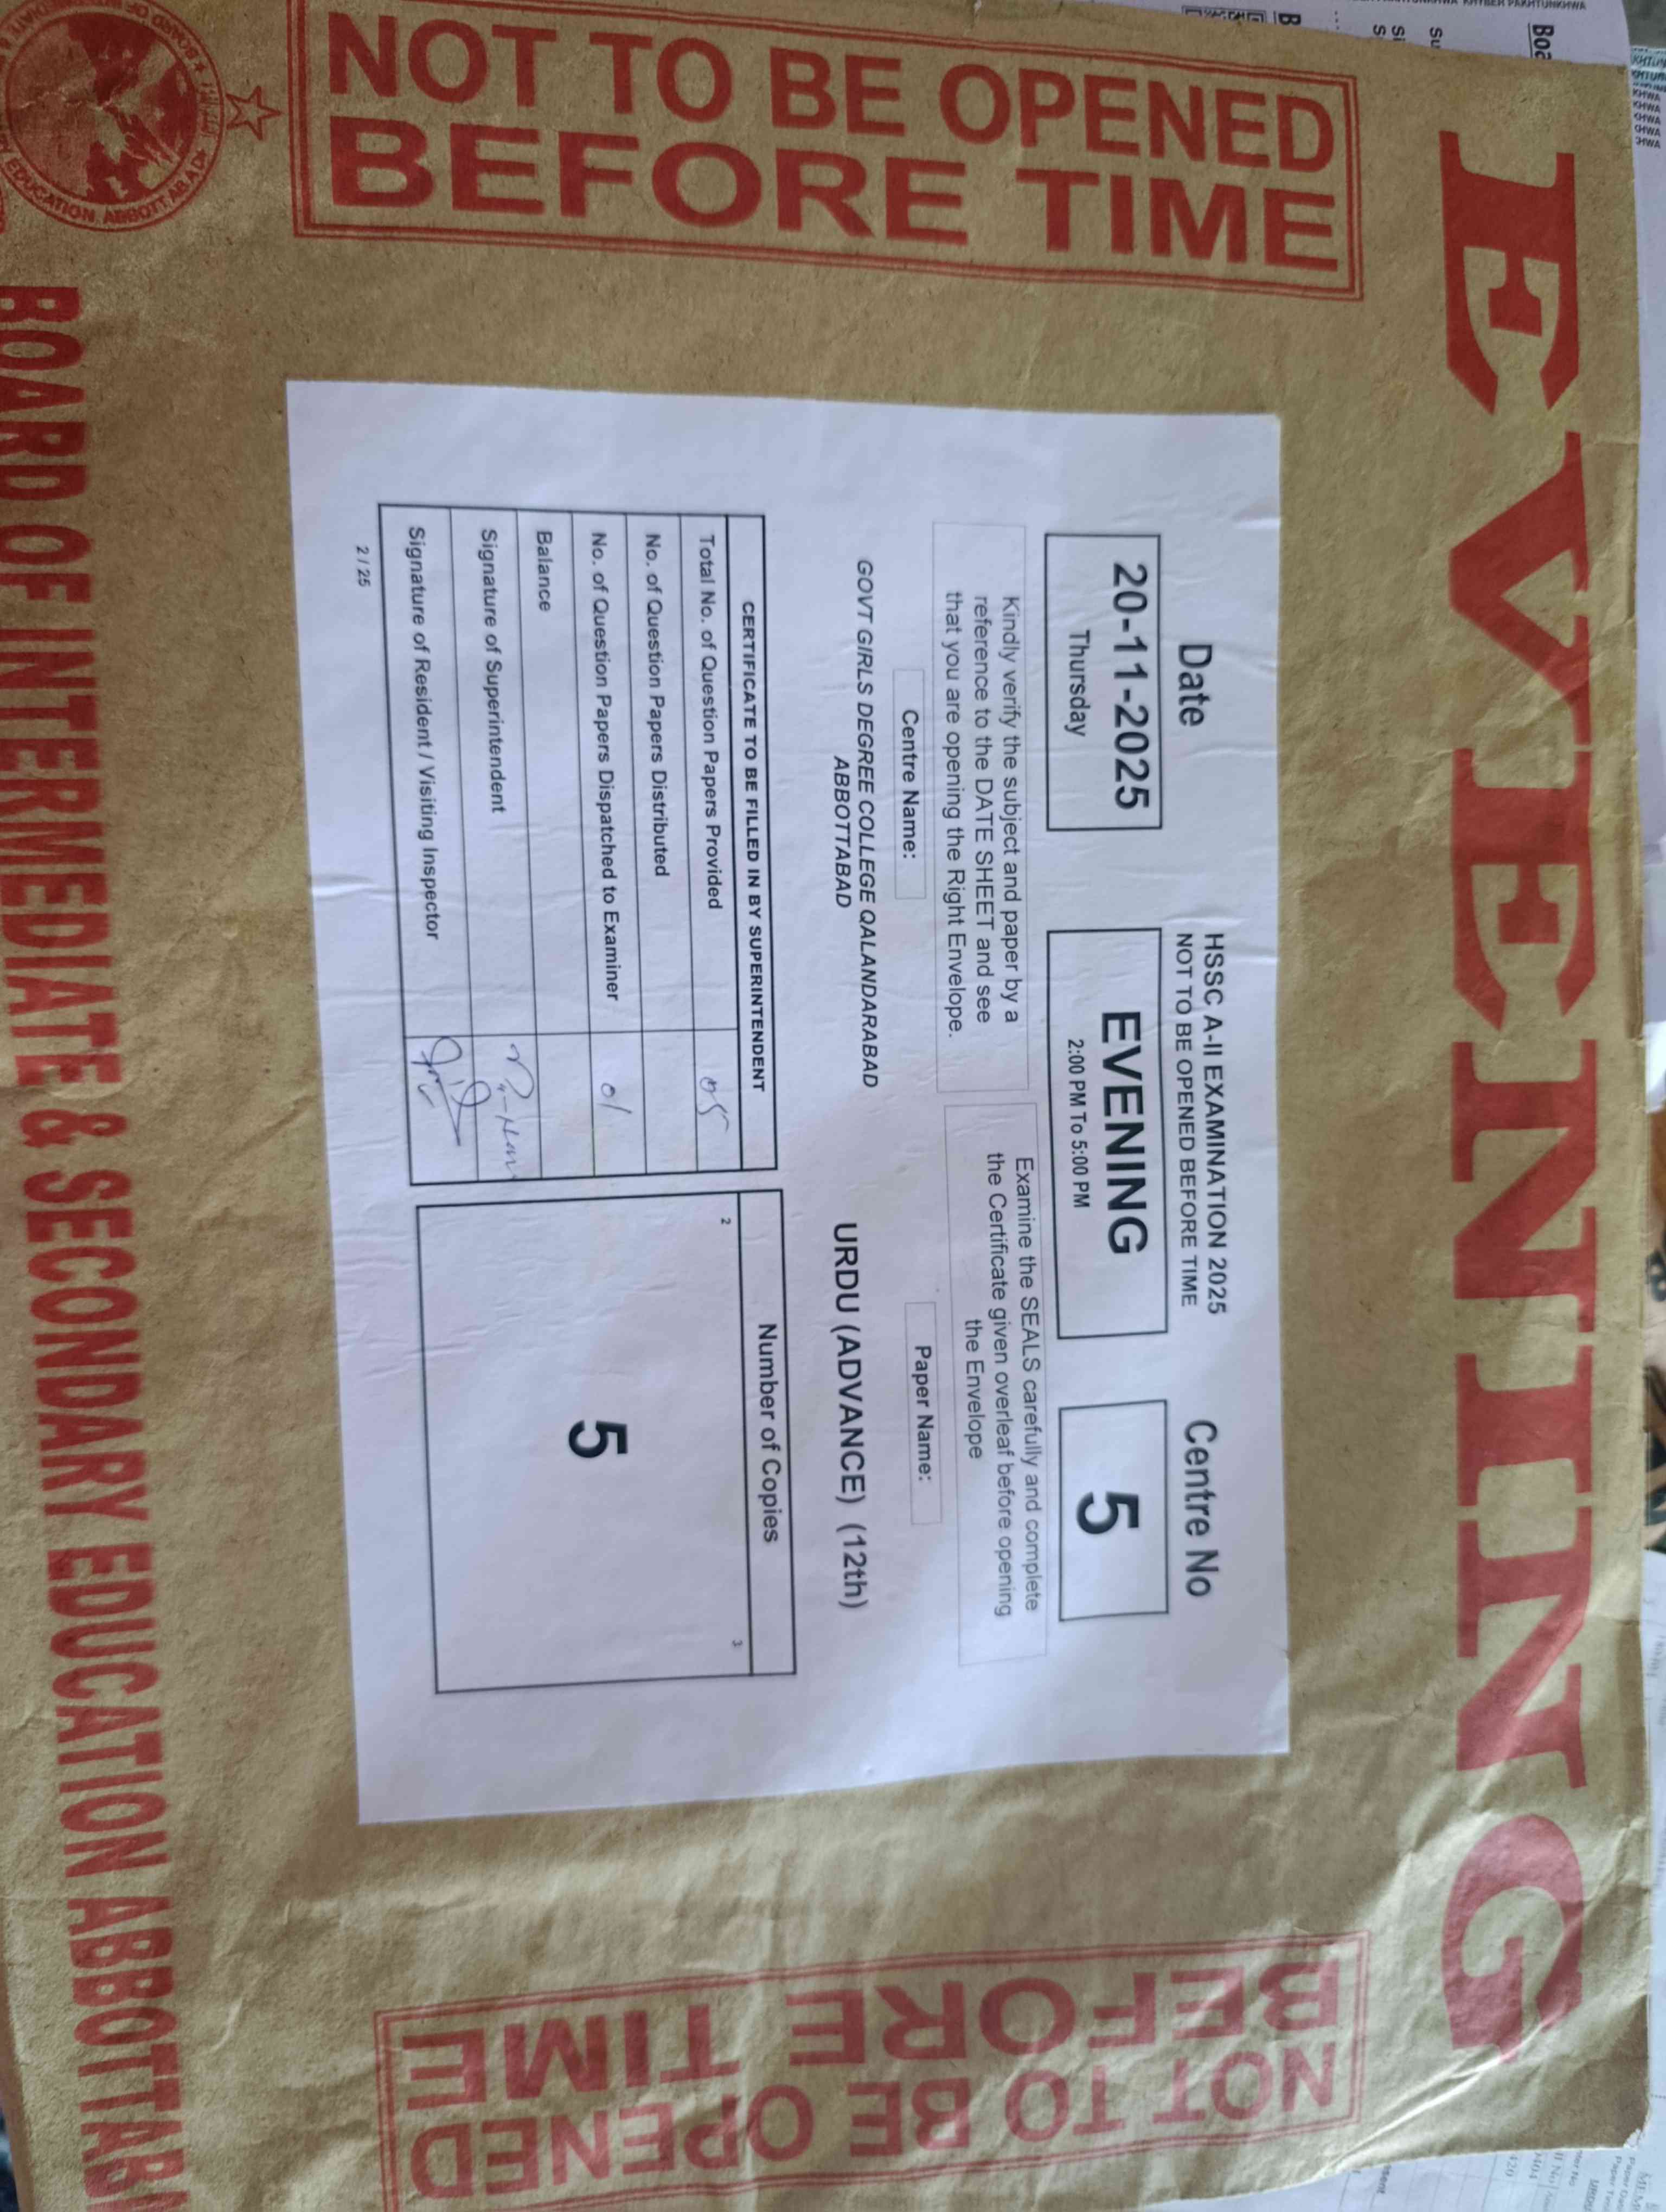 EVENING
NOT TO BE OPENED
BEFORE TIME
HSSC A-II EXAMINATION 2025
NOT TO BE OPENED BEFORE TIME
Date
20-11-2025
Thursday
EVENING
2:00 PM To 5:00 PM
Centre No
5
Kindly verify the subject and paper by a
reference to the DATE SHEET and see
that you are opening the Right Envelope.
Examine the SEALS carefully and complete
the Certificate given overleaf before opening
the Envelope
Centre Name:
GOVT GIRLS DEGREE COLLEGE QALANDARABAD
ABBOTTABAD
Paper Name:
URDU (ADVANCE) (12th)
CERTIFICATE TO BE FILLED IN BY SUPERINTENDENT
Total No. of Question Papers Provided 05
No. of Question Papers Distributed
No. of Question Papers Dispatched to Examiner 01
Balance
Signature of Superintendent
Signature of Resident / Visiting Inspector
2 / 25
Number of Copies
2
3
5
NOT TO BE OPENED
BEFORE TIME
BOARD OF INTERMEDIATE & SECONDARY EDUCATION ABBOTTABA
EDUCATION ABBOTTABAD